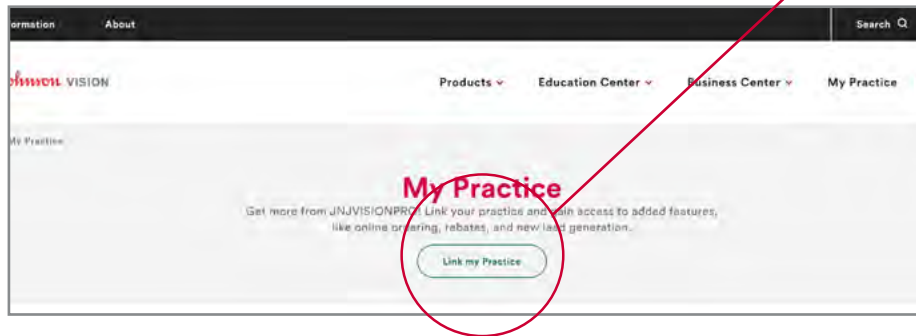 ormation About Search
ohnson VISION Products Education Center Business Center My Practice
My Practice
My Practice
Get more from JNJVISIONPRO! Link your practice and gain access to added features,
like online ordering, rebates, and new lead generation.
Link my Practice